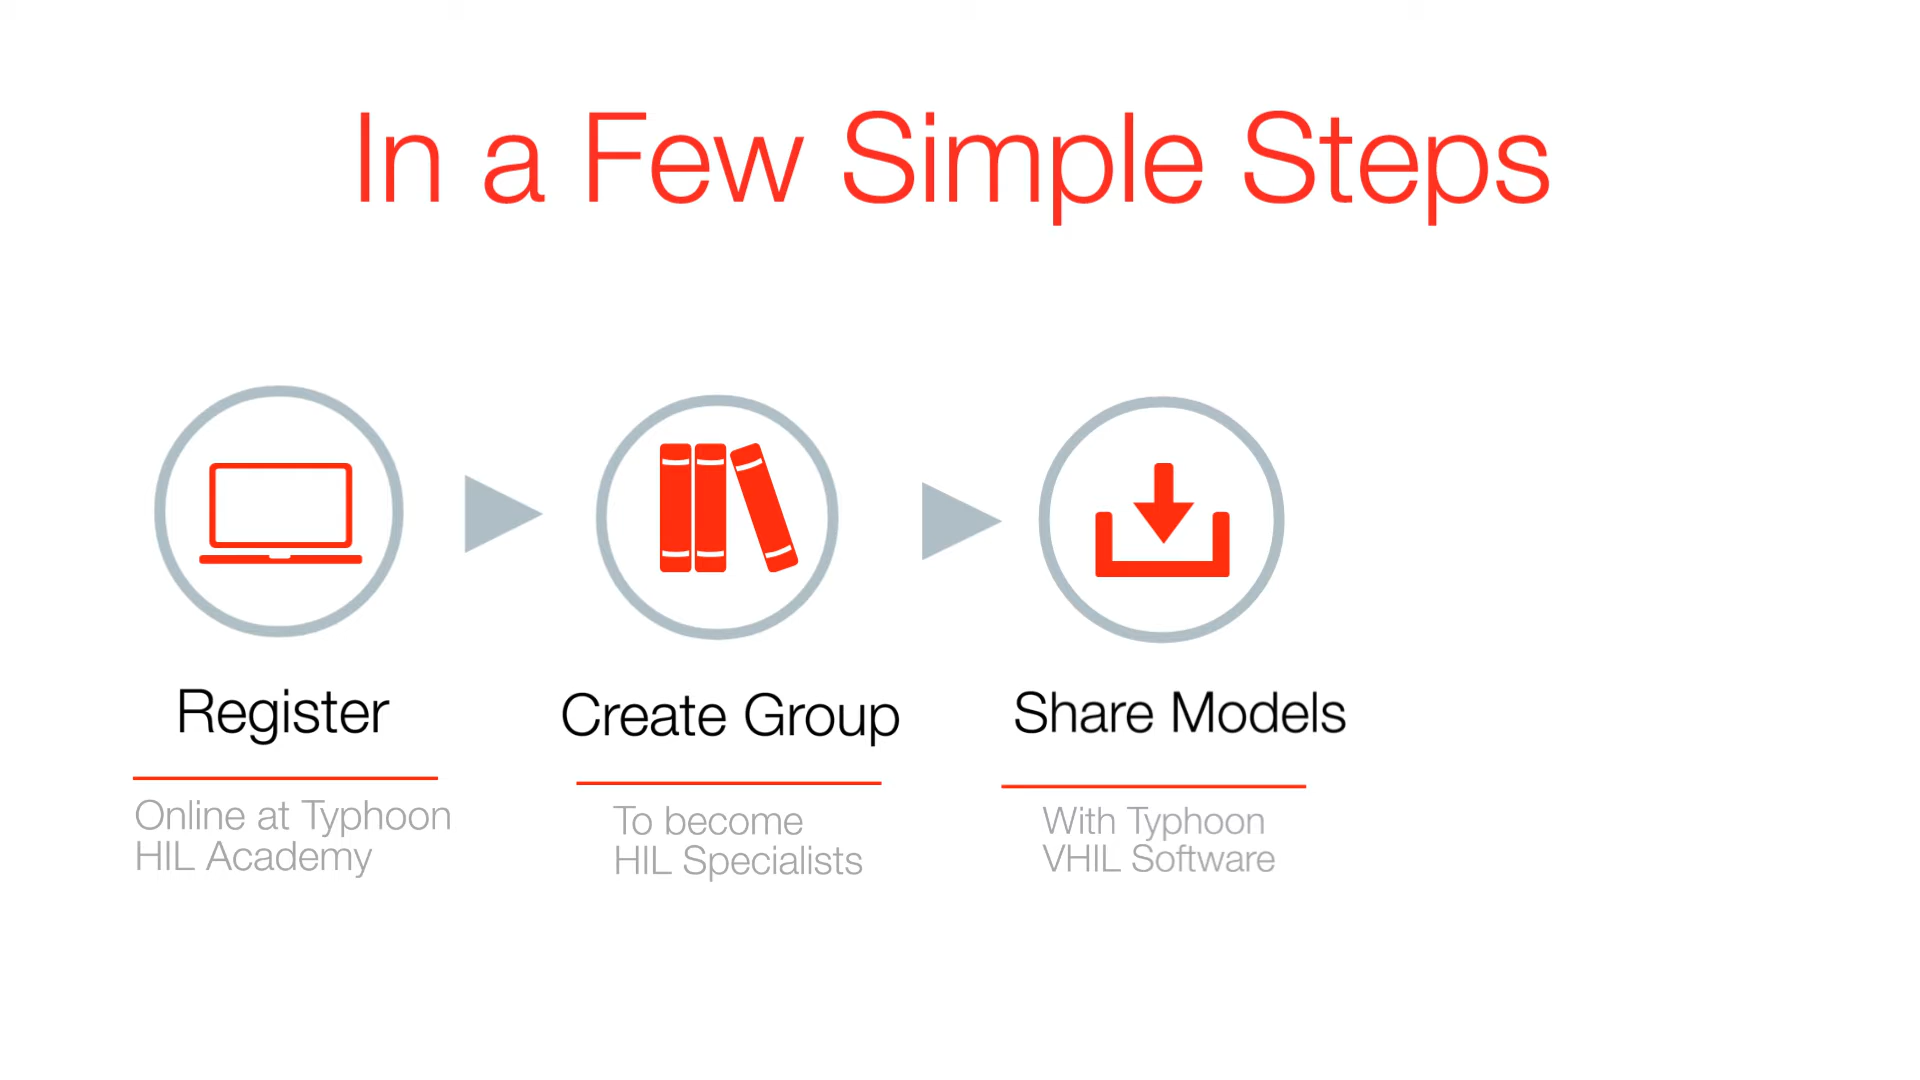 In a Few Simple Steps
Register
Online at Typhoon
HIL Academy
Create Group
To become
HIL Specialists
Share Models
With Typhoon
VHIL Software